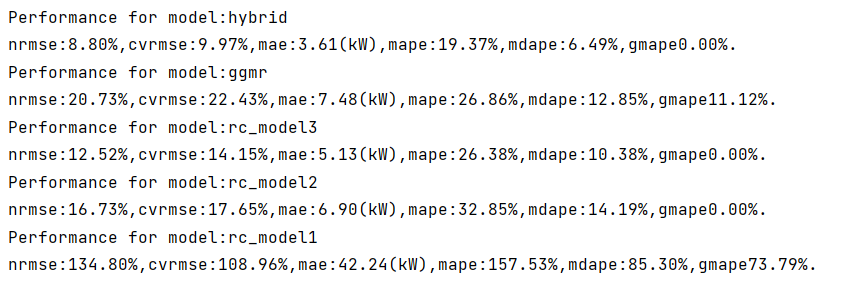 Performance for model:hybrid
nrmse:8.80%,cvrmse:9.97%,mae:3.61(kW),mape:19.37%,mdape:6.49%,gmape0.00%.
Performance for model:ggmr
nrmse:20.73%,cvrmse:22.43%,mae:7.48(kW),mape:26.86%,mdape:12.85%,gmape11.12%.
Performance for model:rc_model3
nrmse:12.52%,cvrmse:14.15%,mae:5.13(kW),mape:26.38%,mdape:10.38%,gmape0.00%.
Performance for model:rc_model2
nrmse:16.73%,cvrmse:17.65%,mae:6.90(kW),mape:32.85%,mdape:14.19%,gmape0.00%.
Performance for model:rc_model1
nrmse:134.80%,cvrmse:108.96%,mae:42.24(kW),mape:157.53%,mdape:85.30%,gmape73.79%.